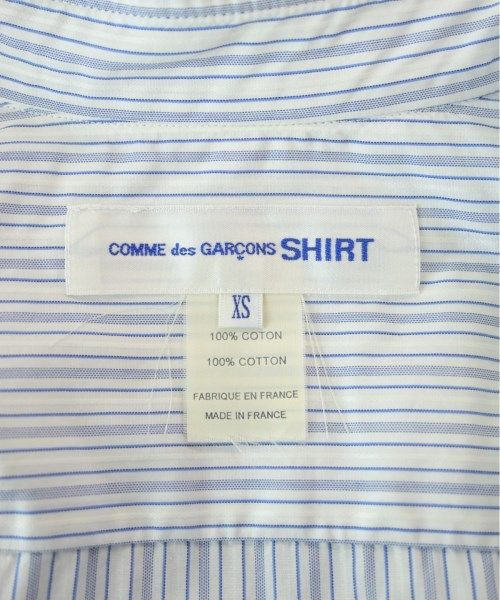 COMME des GARÇONS SHIRT
XS
100% COTON
100% COTTON
FABRIQUE EN FRANCE
MADE IN FRANCE